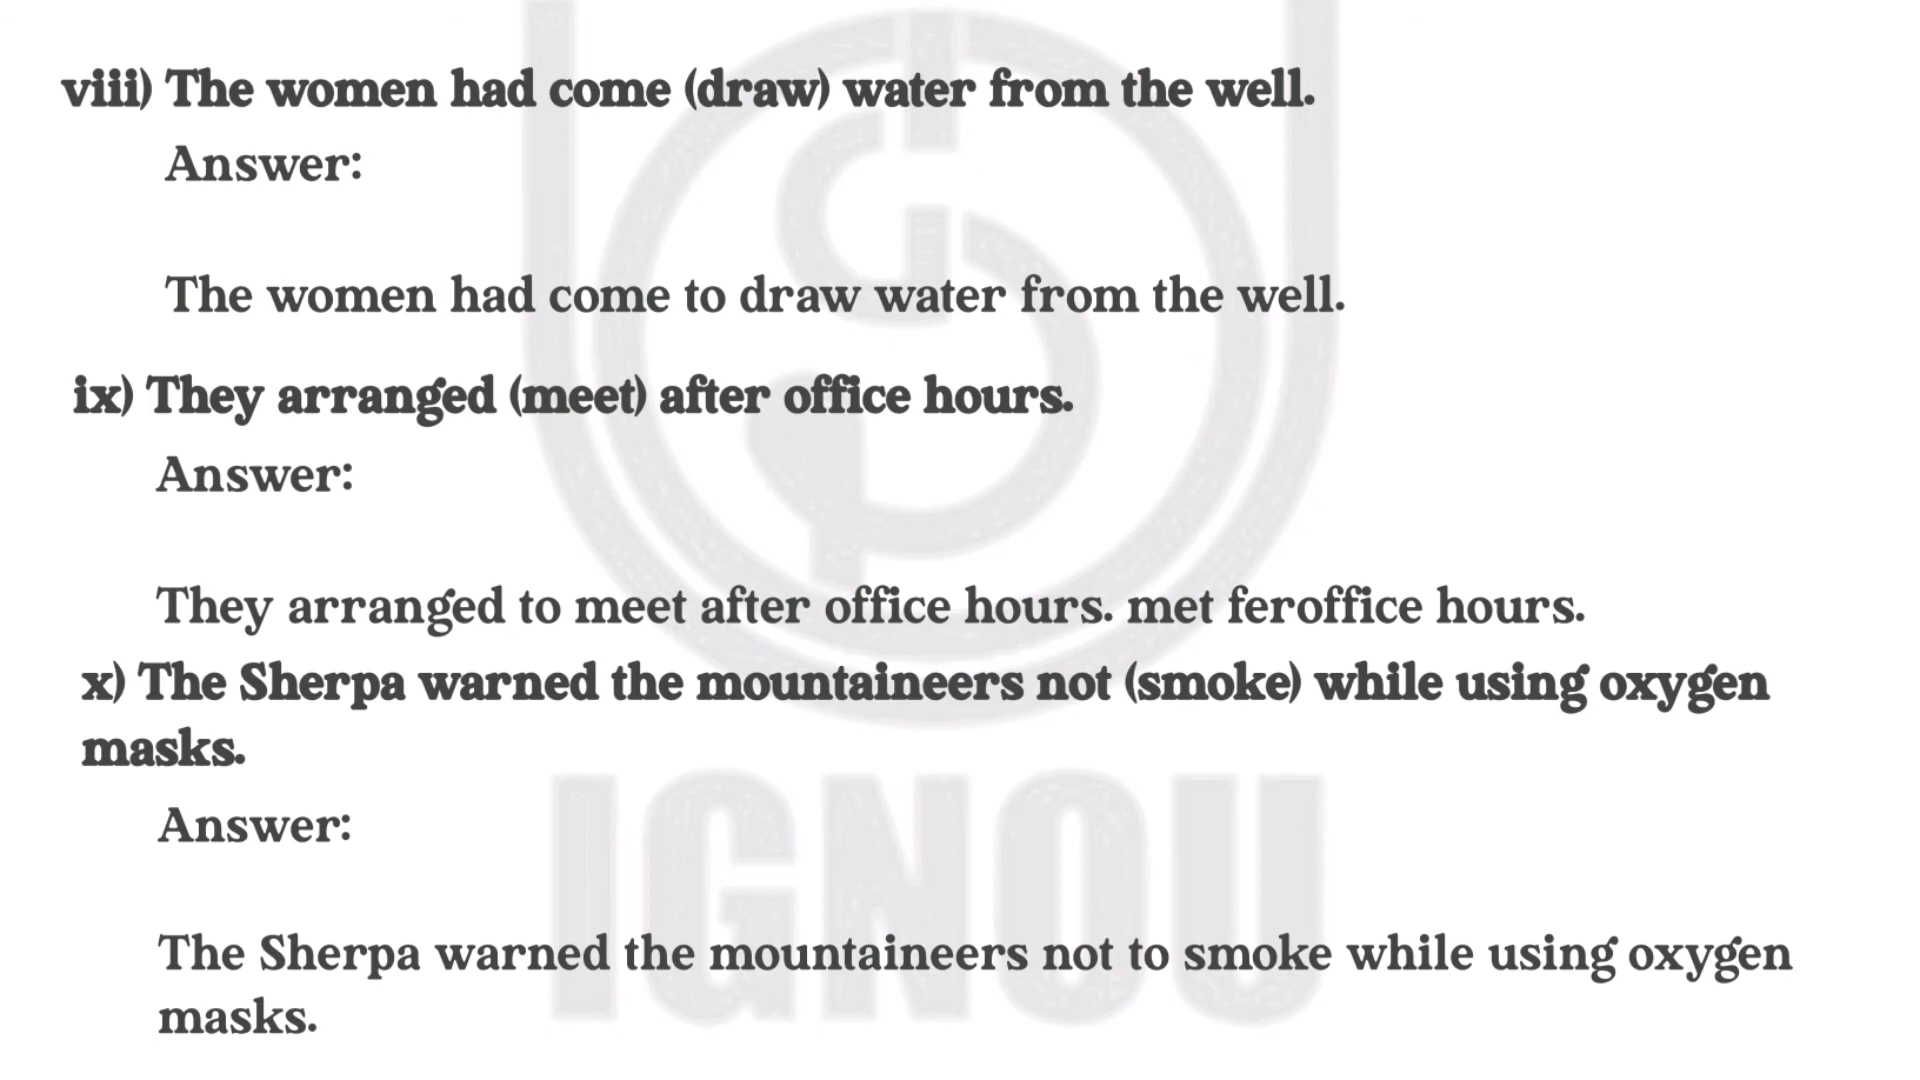 viii) The women had come (draw) water from the well.
Answer:
The women had come to draw water from the well.
ix) They arranged (meet) after office hours.
Answer:
They arranged to meet after office hours. met feroffice hours.
x) The Sherpa warned the mountaineers not (smoke) while using oxygen
masks.
Answer:
IGNOU
The Sherpa warned the mountaineers not to smoke while using oxygen
masks.